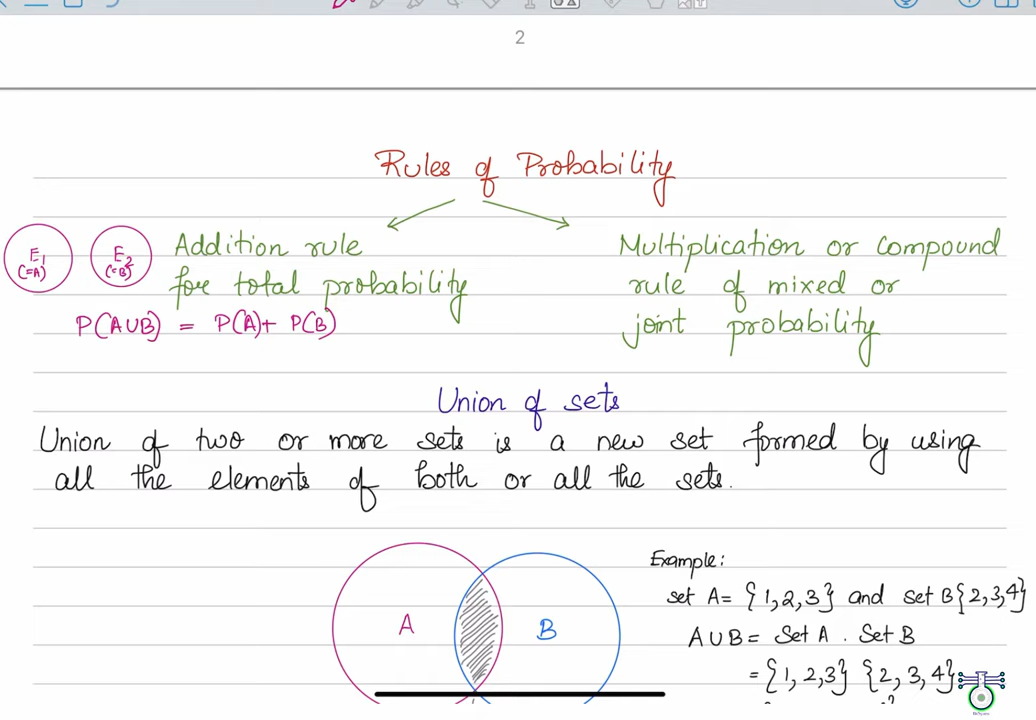 2
Rules of Probability
E1 (=A)
E2 (=B)
Addition rule
for total probability
P(A∪B) = P(A)+ P(B)
Multiplication or compound
rule of mixed or
joint probability
Union of sets
Union of two or more sets is a new set formed by using
all the elements of both or all the sets.
A
B
Example:
set A= {1,2,3} and set B{2,3,4}
A∪B= Set A . Set B
= {1,2,3} {2,3,4}